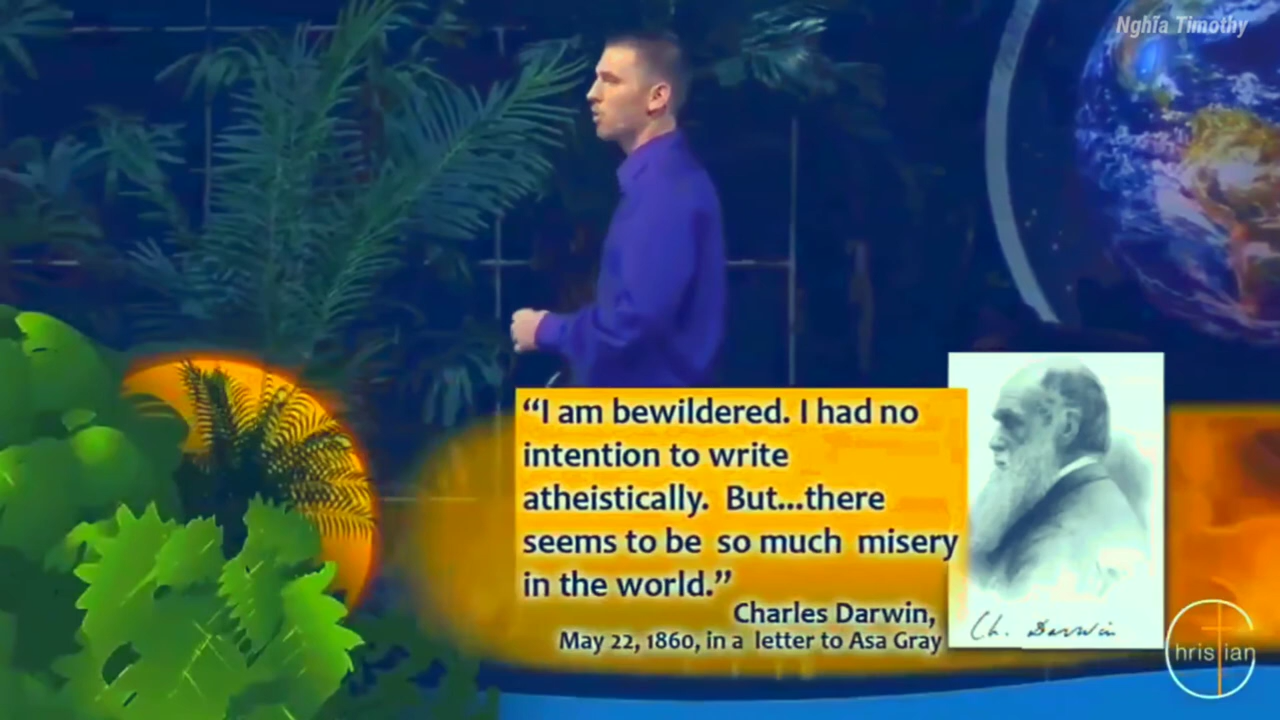 Nghĩa Timothy
“I am bewildered. I had no
intention to write
atheistically. But...there
seems to be so much misery
in the world.”
Charles Darwin,
May 22, 1860, in a letter to Asa Gray
Ch. Darwin
Christian